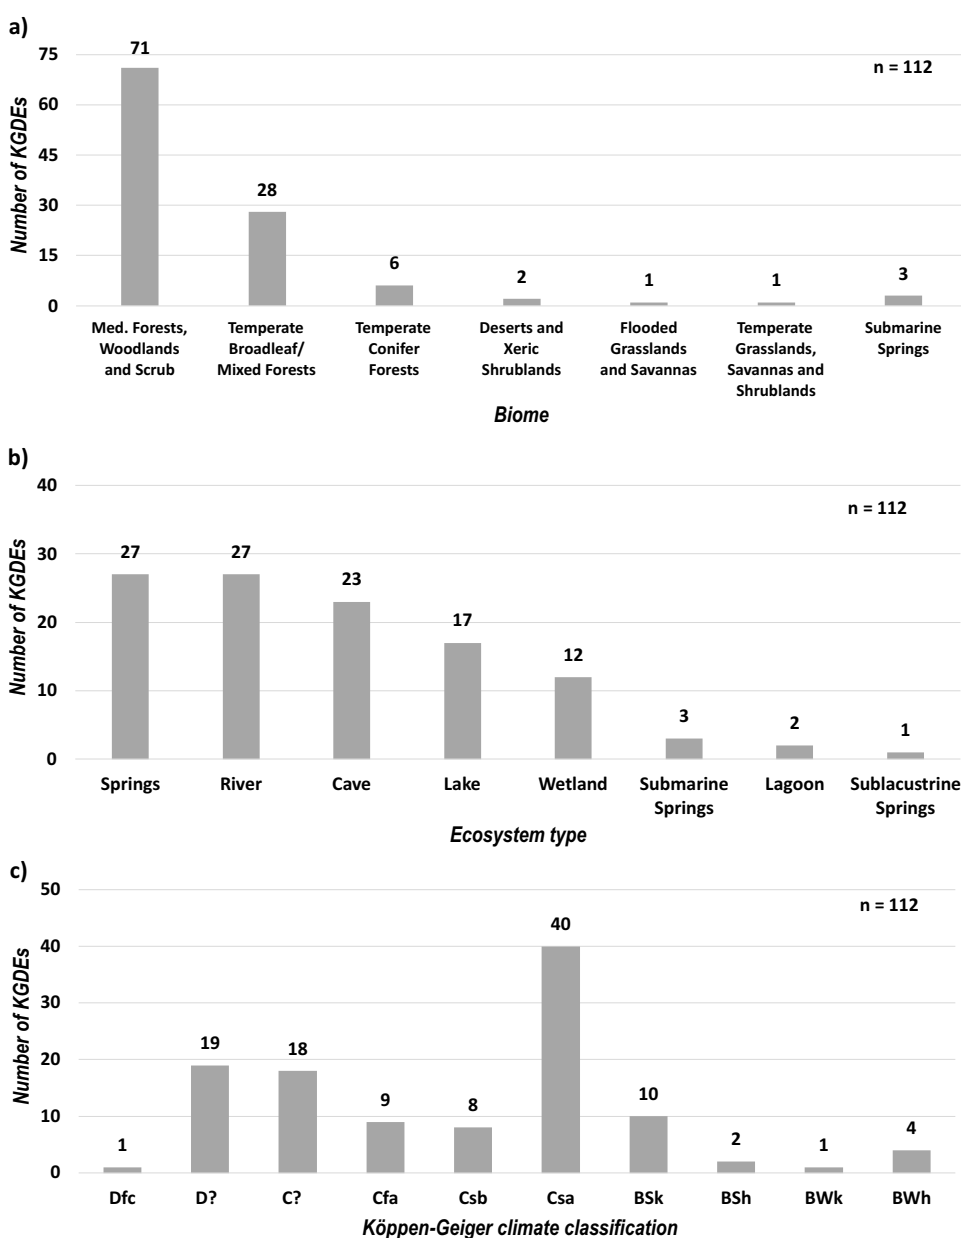 a)
75
60
45
30
15
0
Number of KGDEs
n = 112
71
28
6
2
1
1
3
Med. Forests,
Woodlands
and Scrub
Temperate
Broadleaf/
Mixed Forests
Temperate
Conifer
Forests
Deserts and
Xeric
Shrublands
Flooded
Grasslands
and Savannas
Temperate
Grasslands,
Savannas and
Shrublands
Submarine
Springs
Biome
b)
40
30
20
10
0
Number of KGDEs
n = 112
27
27
23
17
12
3
2
1
Springs
River
Cave
Lake
Wetland
Submarine
Springs
Lagoon
Sublacustrine
Springs
Ecosystem type
c)
50
40
30
20
10
0
Number of KGDEs
n = 112
1
19
18
9
8
40
10
2
1
4
Dfc
D?
C?
Cfa
Csb
Csa
BSk
BSh
BWk
BWh
Köppen-Geiger climate classification